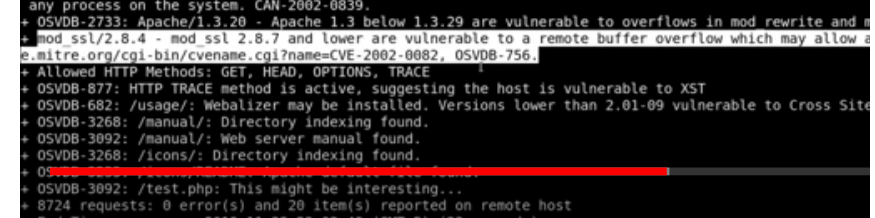 any process on the system. CAN-2002-0839.
+ OSVDB-2733: Apache/1.3.20 - Apache 1.3 below 1.3.29 are vulnerable to overflows in mod_rewrite and m
+ mod_ssl/2.8.4 - mod_ssl 2.8.7 and lower are vulnerable to a remote buffer overflow which may allow a
e.mitre.org/cgi-bin/cvename.cgi?name=CVE-2002-0082, OSVDB-756.
+ Allowed HTTP Methods: GET, HEAD, OPTIONS, TRACE
+ OSVDB-877: HTTP TRACE method is active, suggesting the host is vulnerable to XST
+ OSVDB-682: /usage/: Webalizer may be installed. Versions lower than 2.01-09 vulnerable to Cross Site
+ OSVDB-3268: /manual/: Directory indexing found.
+ OSVDB-3092: /manual/: Web server manual found.
+ OSVDB-3268: /icons/: Directory indexing found.
+ OSVDB-3092: /test.php: This might be interesting...
+ 8724 requests: 0 error(s) and 20 item(s) reported on remote host